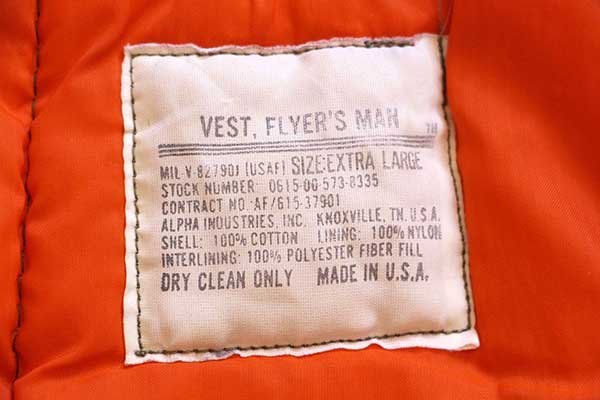 VEST, FLYER'S MAN
MIL-V-827901 (USAF) SIZE:EXTRA LARGE
STOCK NUMBER: 0615-00-573-8335
CONTRACT NO. AF/615-37901
ALPHA INDUSTRIES, INC. KNOXVILLE, TN. U.S.A.
SHELL: 100% COTTON LINING: 100% NYLON
INTERLINING: 100% POLYESTER FIBER FILL
DRY CLEAN ONLY MADE IN U.S.A.